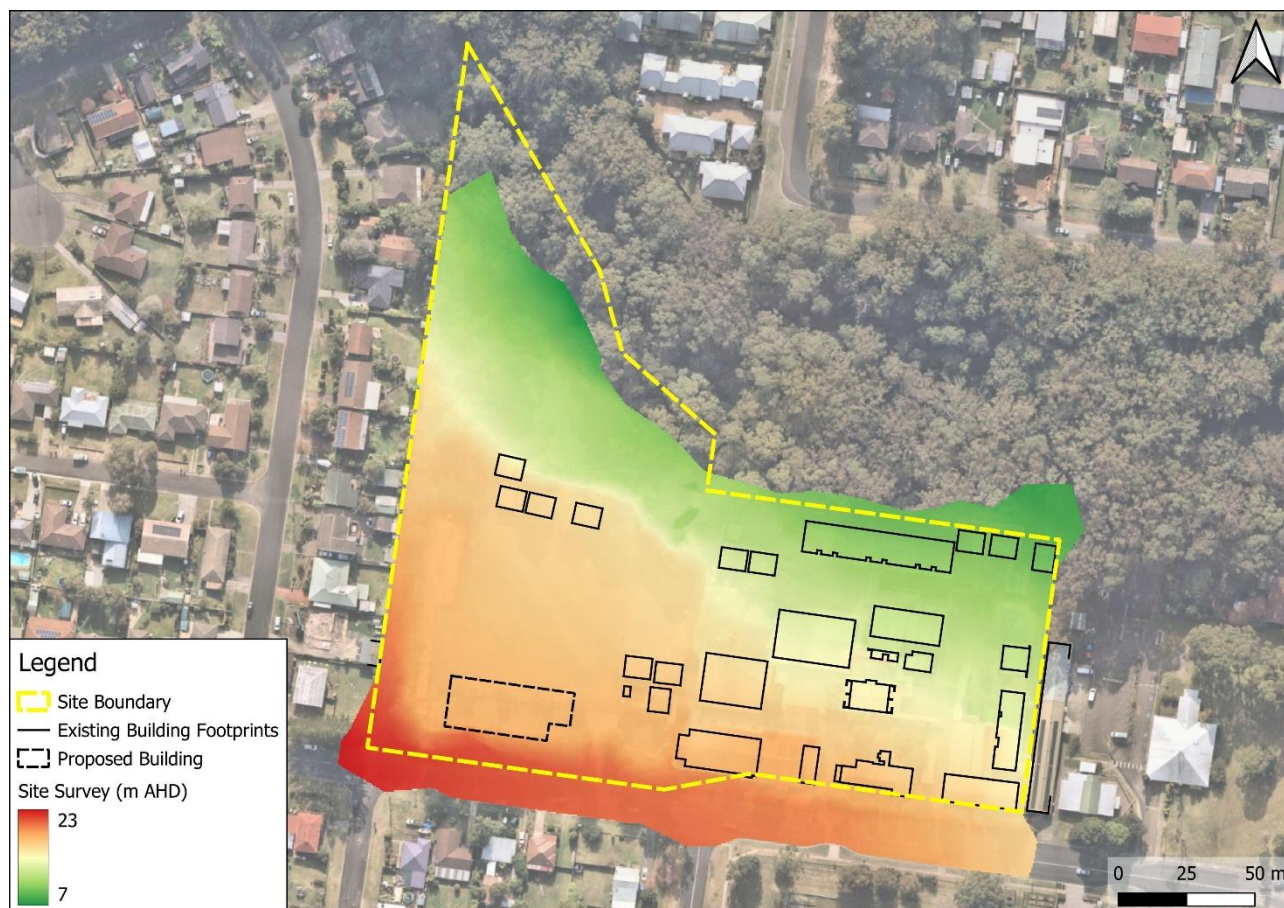 Legend
Site Boundary
Existing Building Footprints
Proposed Building
Site Survey (m AHD)
23
7
0 25 50 m